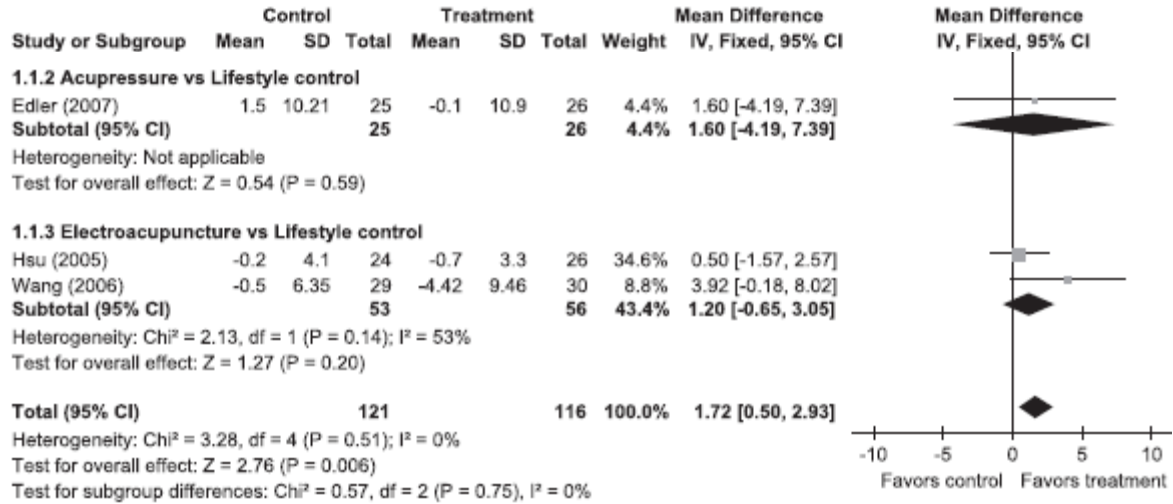 Control Treatment Mean Difference Mean Difference
Study or Subgroup Mean SD Total Mean SD Total Weight IV, Fixed, 95% CI IV, Fixed, 95% CI
1.1.2 Acupressure vs Lifestyle control
Edler (2007) 1.5 10.21 25 -0.1 10.9 26 4.4% 1.60 [-4.19, 7.39]
Subtotal (95% CI) 25 26 4.4% 1.60 [-4.19, 7.39]
Heterogeneity: Not applicable
Test for overall effect: Z = 0.54 (P = 0.59)
1.1.3 Electroacupuncture vs Lifestyle control
Hsu (2005) -0.2 4.1 24 -0.7 3.3 26 34.6% 0.50 [-1.57, 2.57]
Wang (2006) -0.5 6.35 29 -4.42 9.46 30 8.8% 3.92 [-0.18, 8.02]
Subtotal (95% CI) 53 56 43.4% 1.20 [-0.65, 3.05]
Heterogeneity: Chi² = 2.13, df = 1 (P = 0.14); I² = 53%
Test for overall effect: Z = 1.27 (P = 0.20)
Total (95% CI) 121 116 100.0% 1.72 [0.50, 2.93]
Heterogeneity: Chi² = 3.28, df = 4 (P = 0.51); I² = 0%
Test for overall effect: Z = 2.76 (P = 0.006)
Test for subgroup differences: Chi² = 0.57, df = 2 (P = 0.75), I² = 0%
-10 -5 0 5 10
Favors control Favors treatment